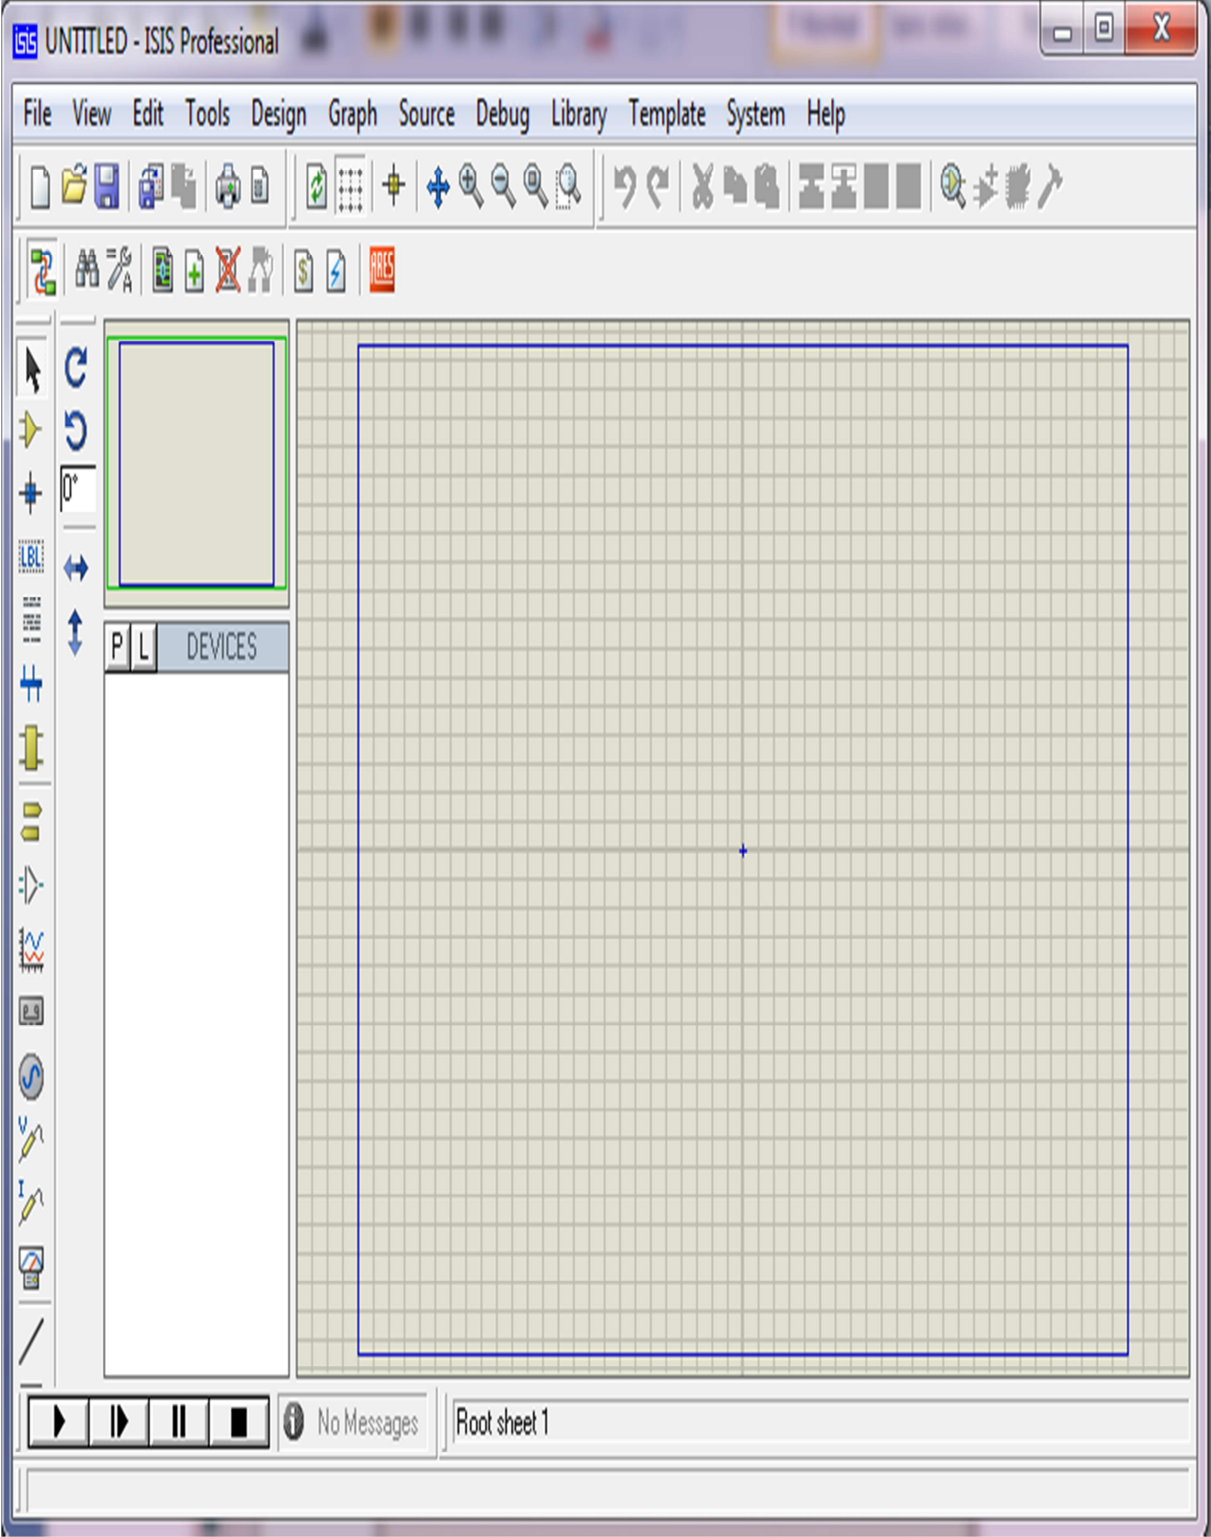 isis UNTITLED - ISIS Professional
File View Edit Tools Design Graph Source Debug Library Template System Help
A $ ARES
0°
LBL
P L DEVICES
V
I
No Messages Root sheet 1